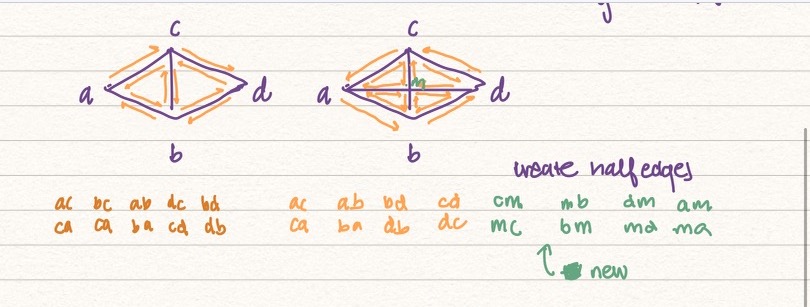 c
a
d
b
c
m
a
d
b
create halfedges
ac bc ab dc bd
ca ca ba cd db
ac ab bd cd cm mb dm am
ca ba db dc mc bm md ma
new